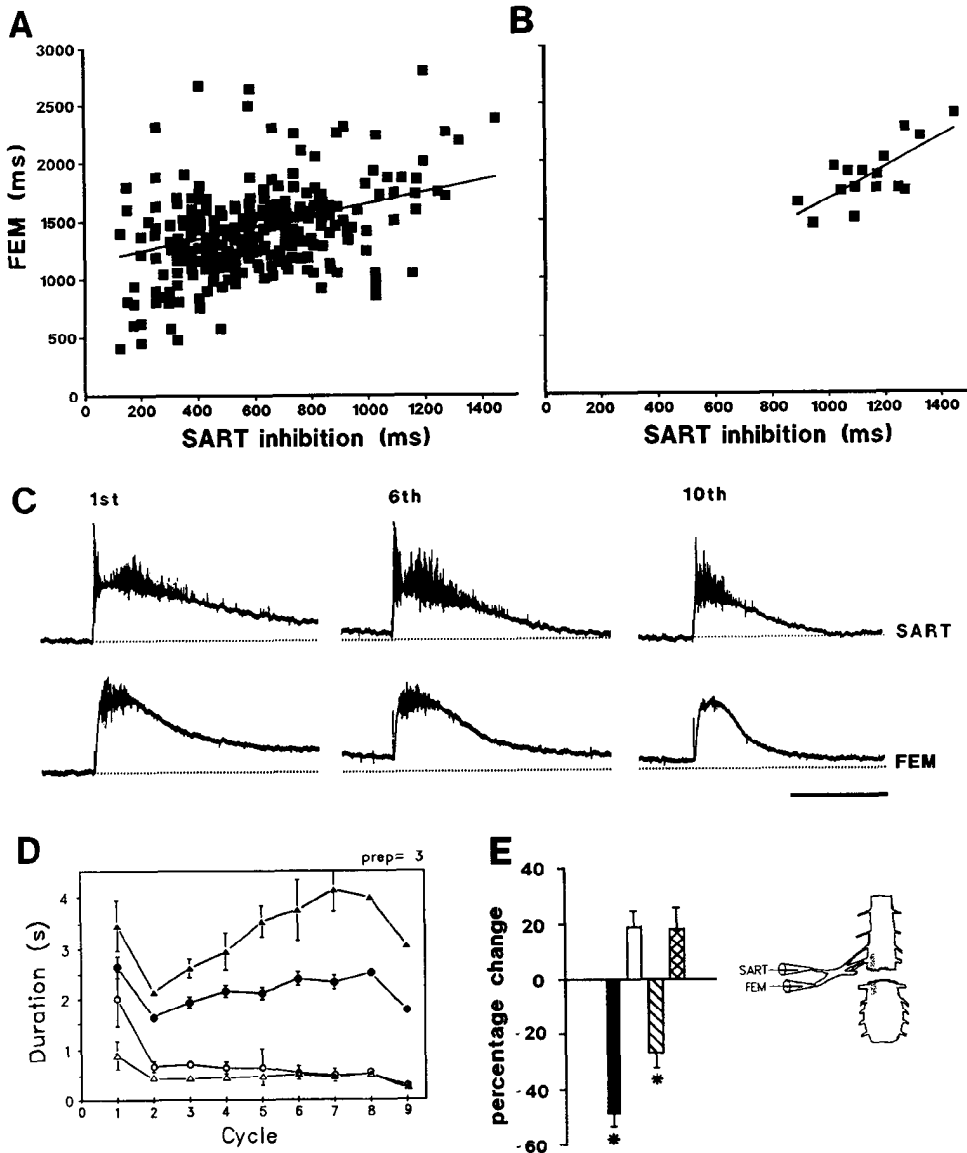 A
B
3000
2500
2000
1500
1000
500
0
FEM (ms)
0 200 400 600 800 1000 1200 1400
SART inhibition (ms)
0 200 400 600 800 1000 1200 1400
SART inhibition (ms)
C
1st 6th 10th
SART
FEM
D
prep= 3
4
3
2
1
0
Duration (s)
0 1 2 3 4 5 6 7 8 9
Cycle
E
40
20
0
-20
-40
-60
percentage change
*
*
SART
FEM